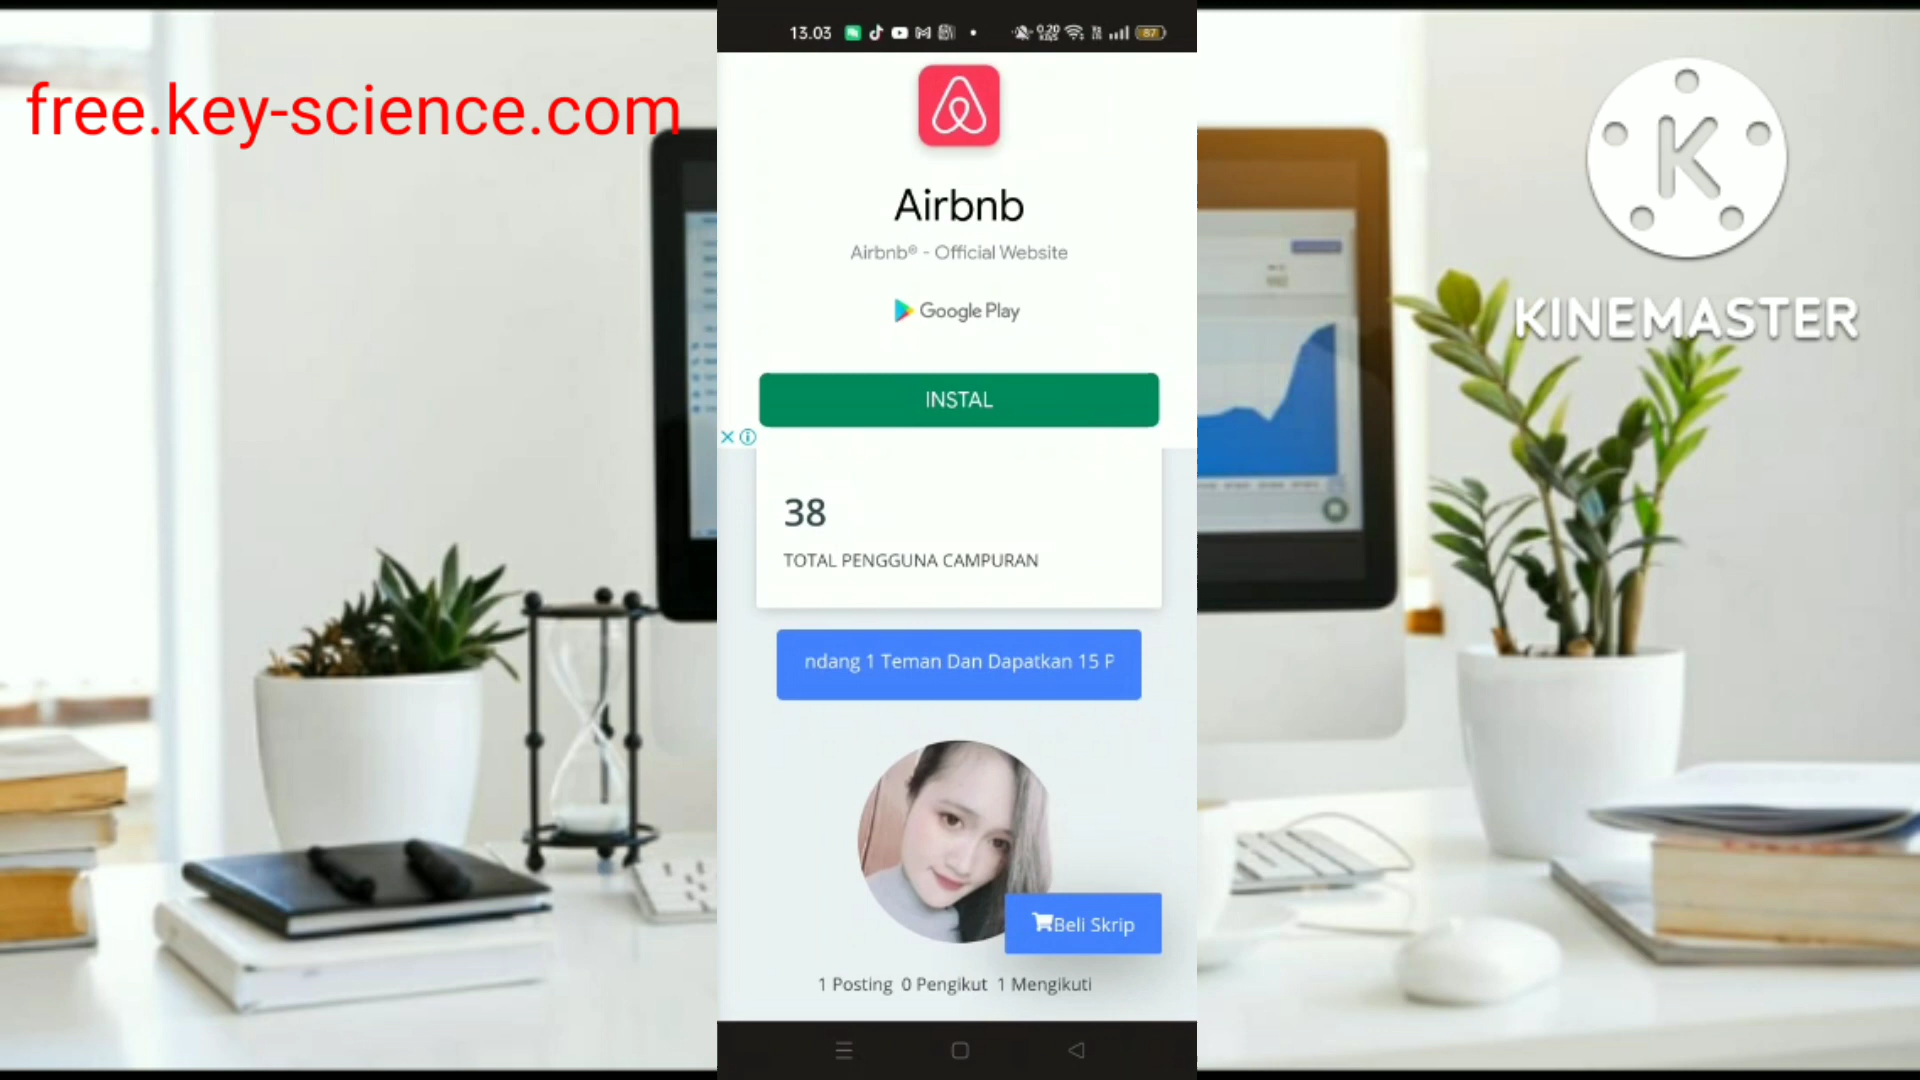 free.key-science.com
13.03
87
Airbnb
Airbnb® - Official Website
Google Play
INSTAL
38
TOTAL PENGGUNA CAMPURAN
ndang 1 Teman Dan Dapatkan 15 P
Beli Skrip
1 Posting 0 Pengikut 1 Mengikuti
K
KINEMASTER